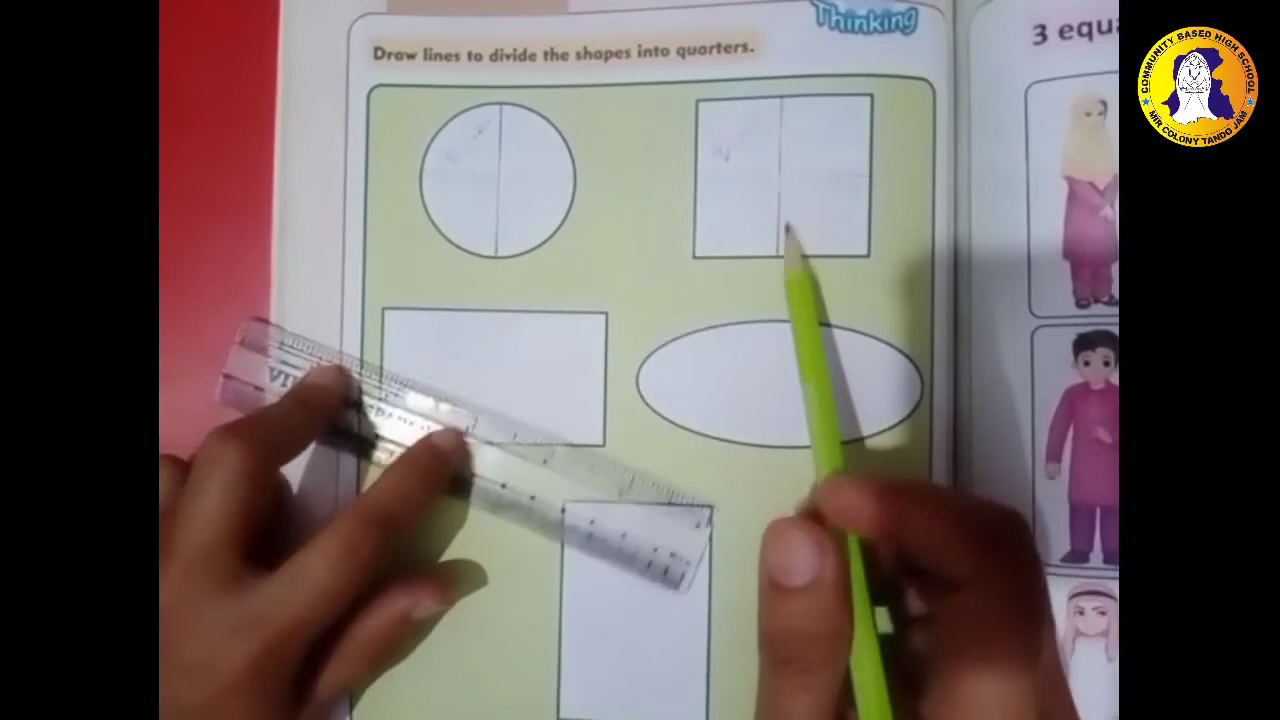 Thinking
3 equa
Draw lines to divide the shapes into quarters.
COMMUNITY BASED HIGH SCHOOL
MIR COLONY TANDO JAM